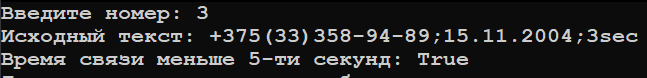 Введите номер: 3
Исходный текст: +375(33)358-94-89;15.11.2004;3sec
Время связи меньше 5-ти секунд: True